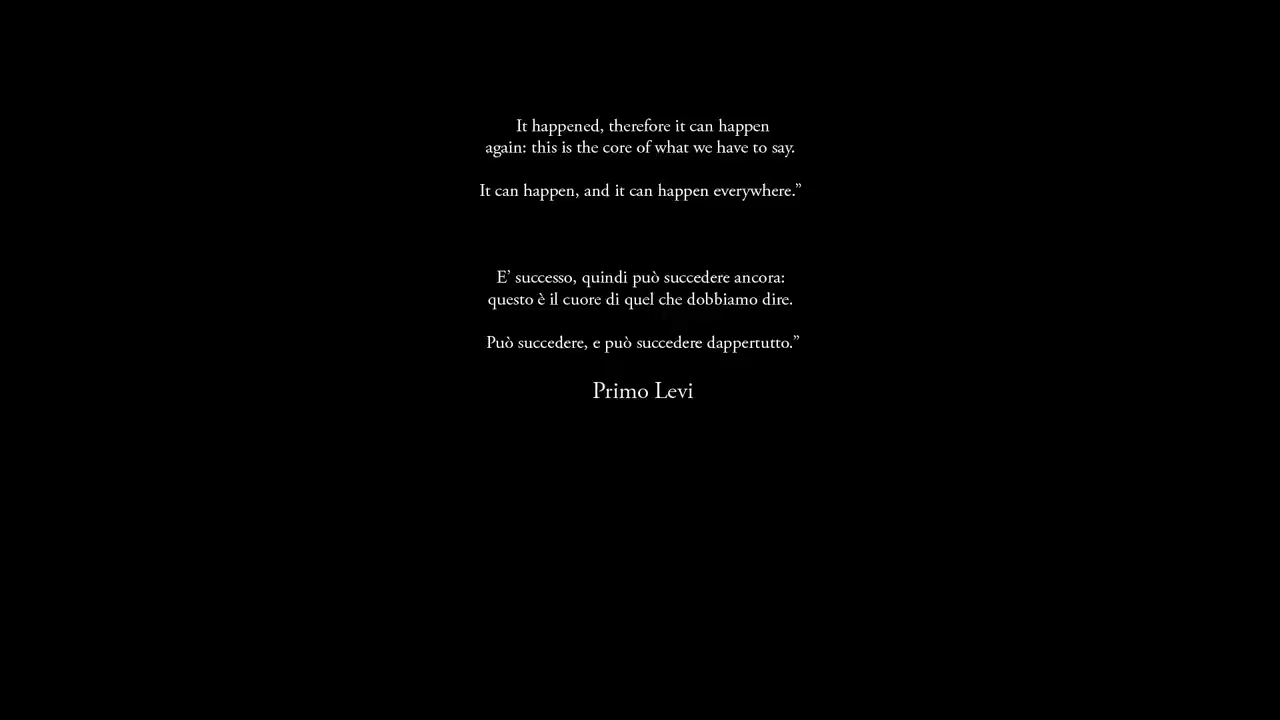 It happened, therefore it can happen
again: this is the core of what we have to say.
It can happen, and it can happen everywhere.”
E’ successo, quindi può succedere ancora:
questo è il cuore di quel che dobbiamo dire.
Può succedere, e può succedere dappertutto.”
Primo Levi